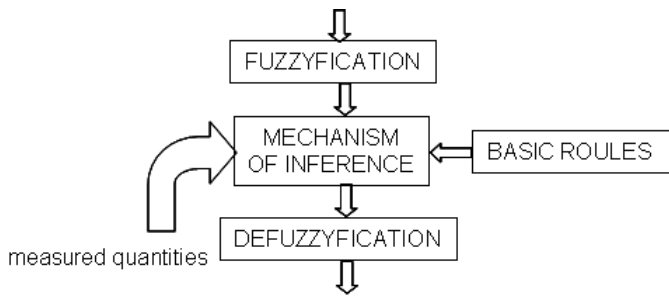 FUZZYFICATION
MECHANISM
OF INFERENCE
BASIC ROULES
DEFUZZYFICATION
measured quantities